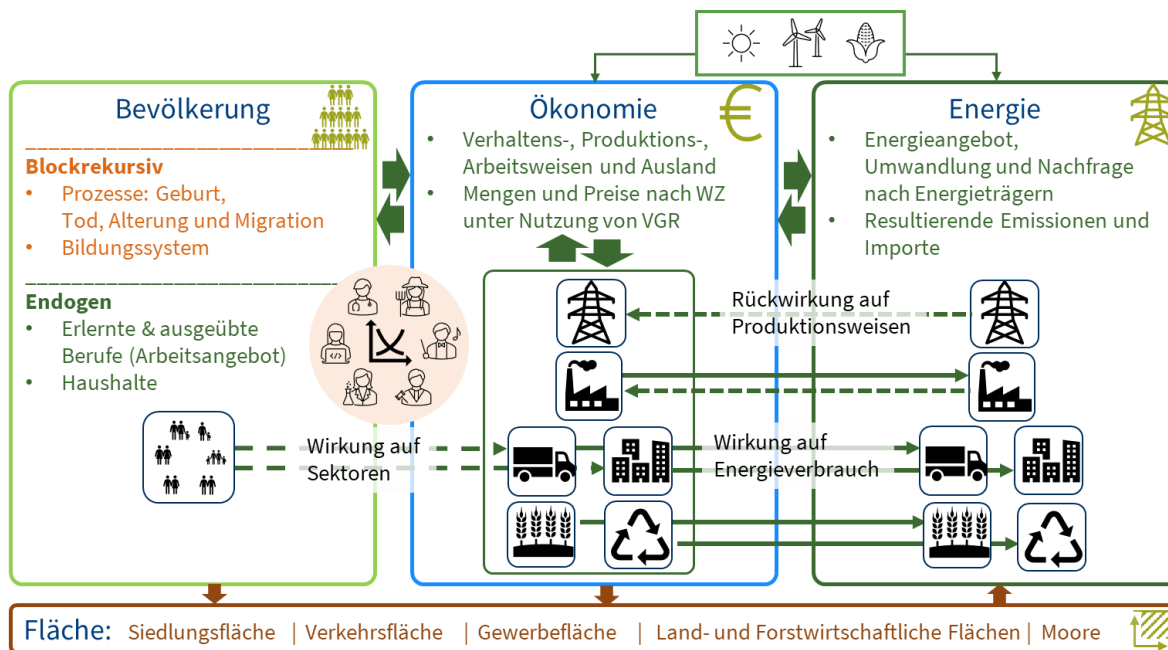 Bevölkerung
Blockrekursiv
• Prozesse: Geburt,
Tod, Alterung und Migration
• Bildungssystem
Endogen
• Erlernte & ausgeübte
Berufe (Arbeitsangebot)
• Haushalte
Ökonomie
€
• Verhaltens-, Produktions-,
Arbeitsweisen und Ausland
• Mengen und Preise nach WZ
unter Nutzung von VGR
Energie
• Energieangebot,
Umwandlung und Nachfrage
nach Energieträgern
• Resultierende Emissionen und
Importe
Rückwirkung auf
Produktionsweisen
Wirkung auf
Sektoren
Wirkung auf
Energieverbrauch
Fläche: Siedlungsfläche | Verkehrsfläche | Gewerbefläche | Land- und Forstwirtschaftliche Flächen | Moore